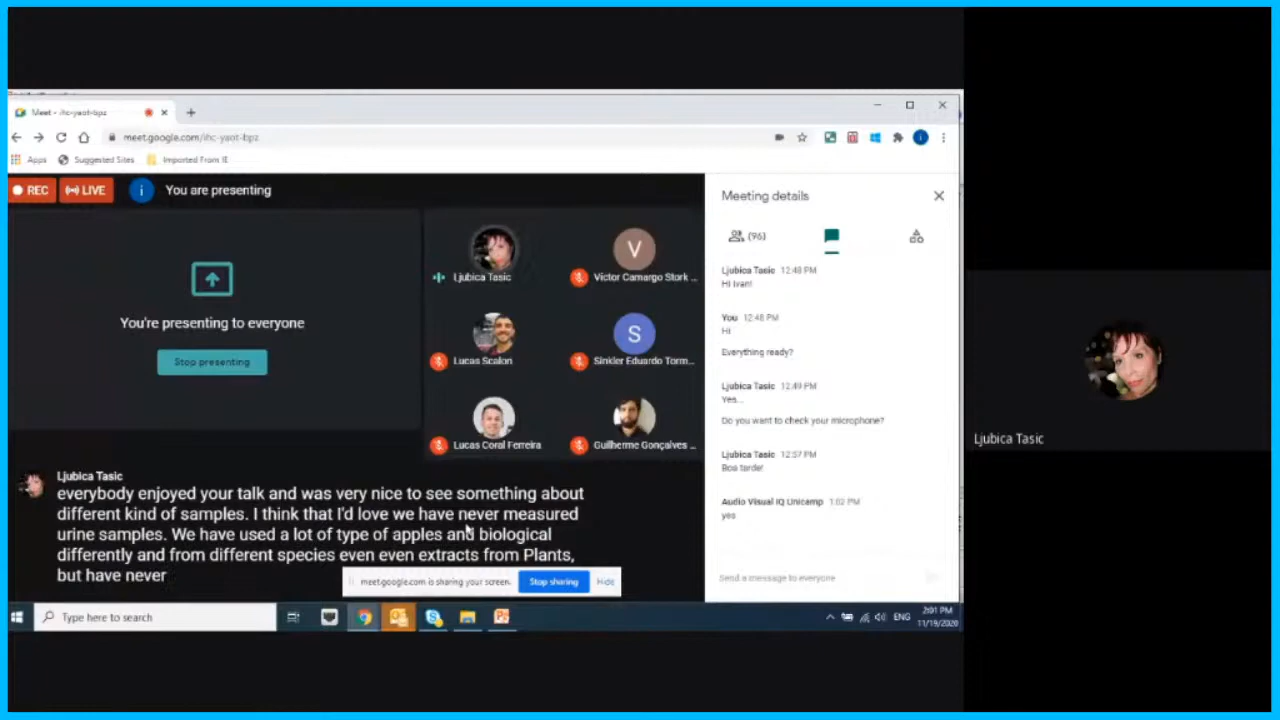 Meet - ihc-yaot-bpz
meet.google.com/ihc-yaot-bpz
Apps Suggested Sites Imported From IE
REC LIVE i You are presenting
You're presenting to everyone
Stop presenting
Ljubica Tasic
V
Victor Camargo Stork ...
Lucas Scalon
S
Sinkler Eduardo Torm...
Lucas Coral Ferreira
Guilherme Gonçalves ...
Meeting details
(96)
Ljubica Tasic 12:48 PM
Hi Ivan!
You 12:48 PM
Hi
Everything ready?
Ljubica Tasic 12:49 PM
Yes...
Do you want to check your microphone?
Ljubica Tasic 12:57 PM
Boa tarde!
Audio Visual IQ Unicamp 1:02 PM
yes
Send a message to everyone
Ljubica Tasic
everybody enjoyed your talk and was very nice to see something about
different kind of samples. I think that I'd love we have never measured
urine samples. We have used a lot of type of apples and biological
differently and from different species even even extracts from Plants,
but have never
meet.google.com is sharing your screen. Stop sharing Hide
Type here to search
ENG
2:01 PM
11/19/2020
Ljubica Tasic